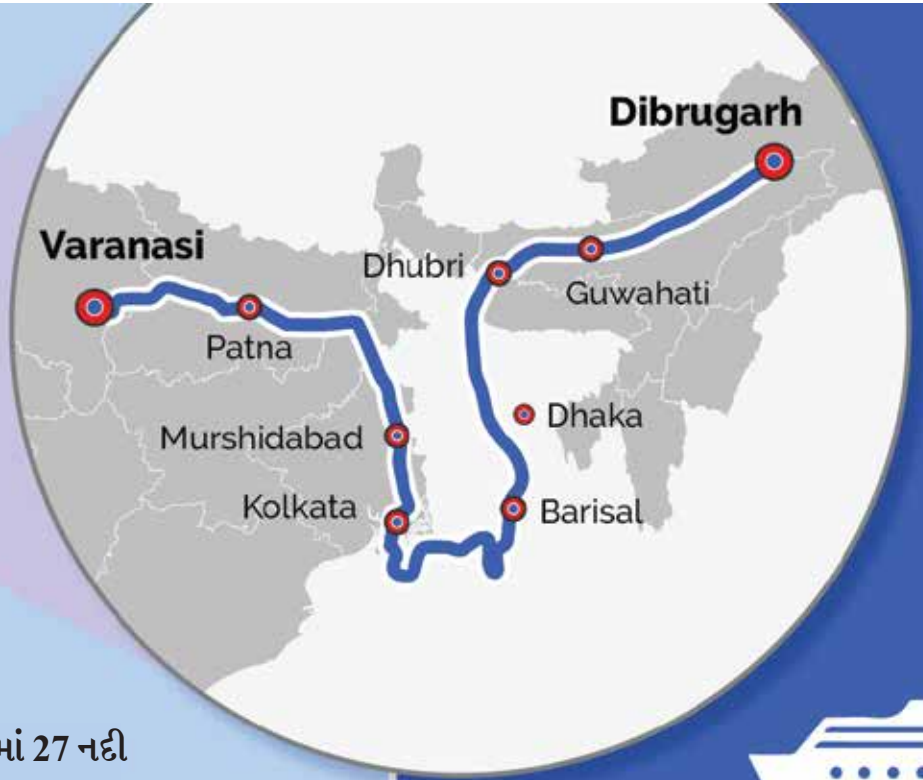 Dibrugarh
Varanasi
Dhubri
Guwahati
Patna
Dhaka
Murshidabad
Kolkata
Barisal
માં 27 નદી